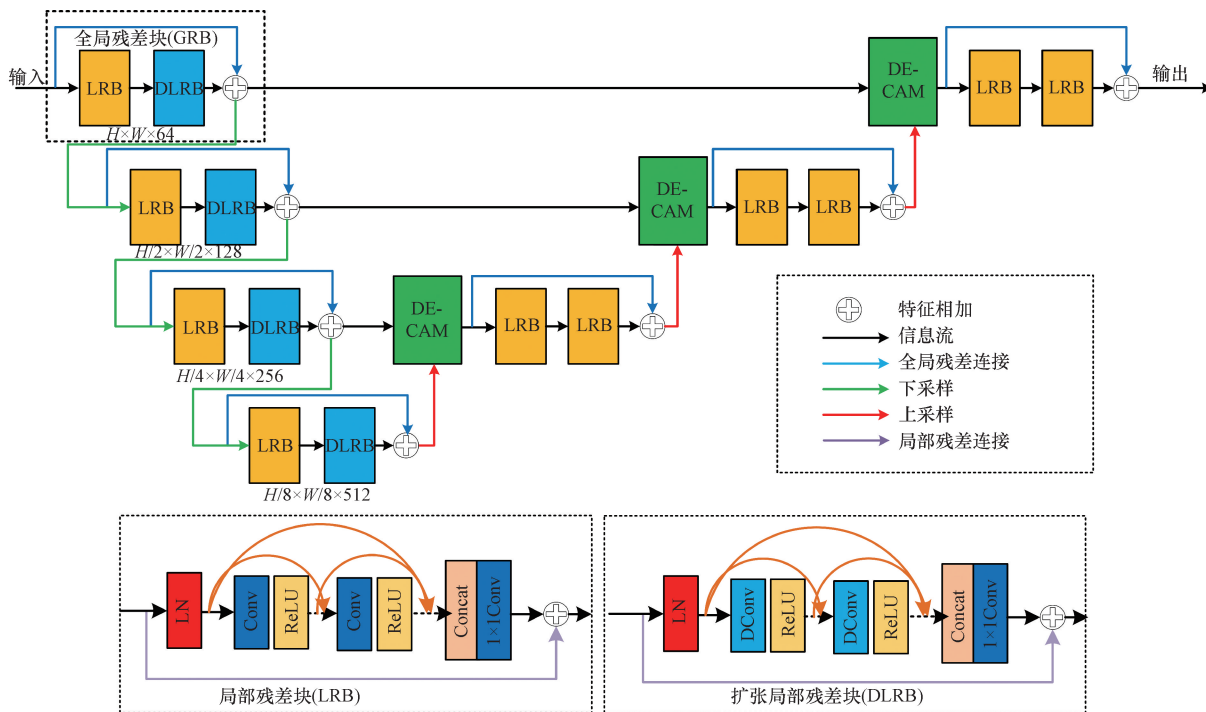 全局残差块(GRB)
输入
LRB
DLRB
H×W×64
DE-
CAM
LRB
LRB
输出
LRB
DLRB
H/2×W/2×128
DE-
CAM
LRB
LRB
LRB
DLRB
H/4×W/4×256
DE-
CAM
LRB
LRB
LRB
DLRB
H/8×W/8×512
特征相加
信息流
全局残差连接
下采样
上采样
局部残差连接
LN
Conv
ReLU
Conv
ReLU
Concat
1×1Conv
局部残差块(LRB)
LN
DConv
ReLU
DConv
ReLU
Concat
1×1Conv
扩张局部残差块(DLRB)